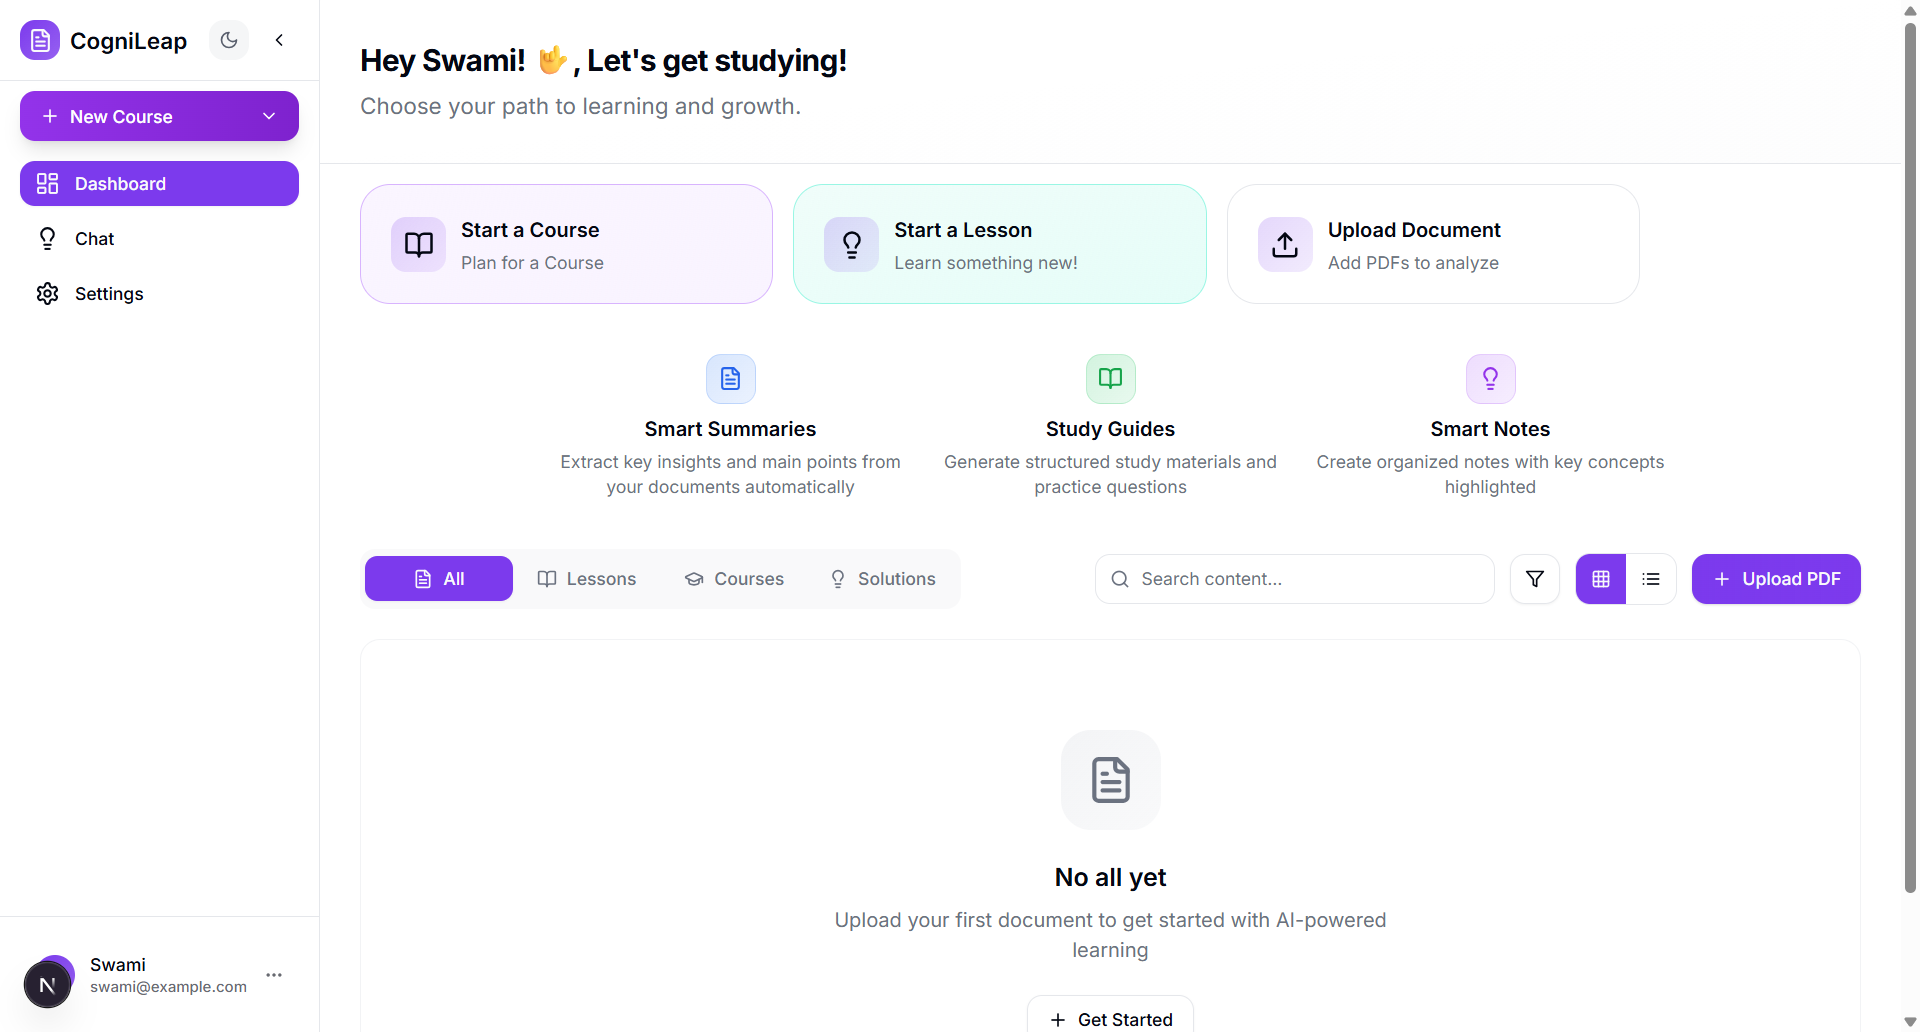 CogniLeap
New Course
Dashboard
Chat
Settings
Swami
swami@example.com
N
Hey Swami! 🤟, Let's get studying!
Choose your path to learning and growth.
Start a Course
Plan for a Course
Start a Lesson
Learn something new!
Upload Document
Add PDFs to analyze
Smart Summaries
Extract key insights and main points from
your documents automatically
Study Guides
Generate structured study materials and
practice questions
Smart Notes
Create organized notes with key concepts
highlighted
All
Lessons
Courses
Solutions
Search content...
Upload PDF
No all yet
Upload your first document to get started with AI-powered
learning
Get Started